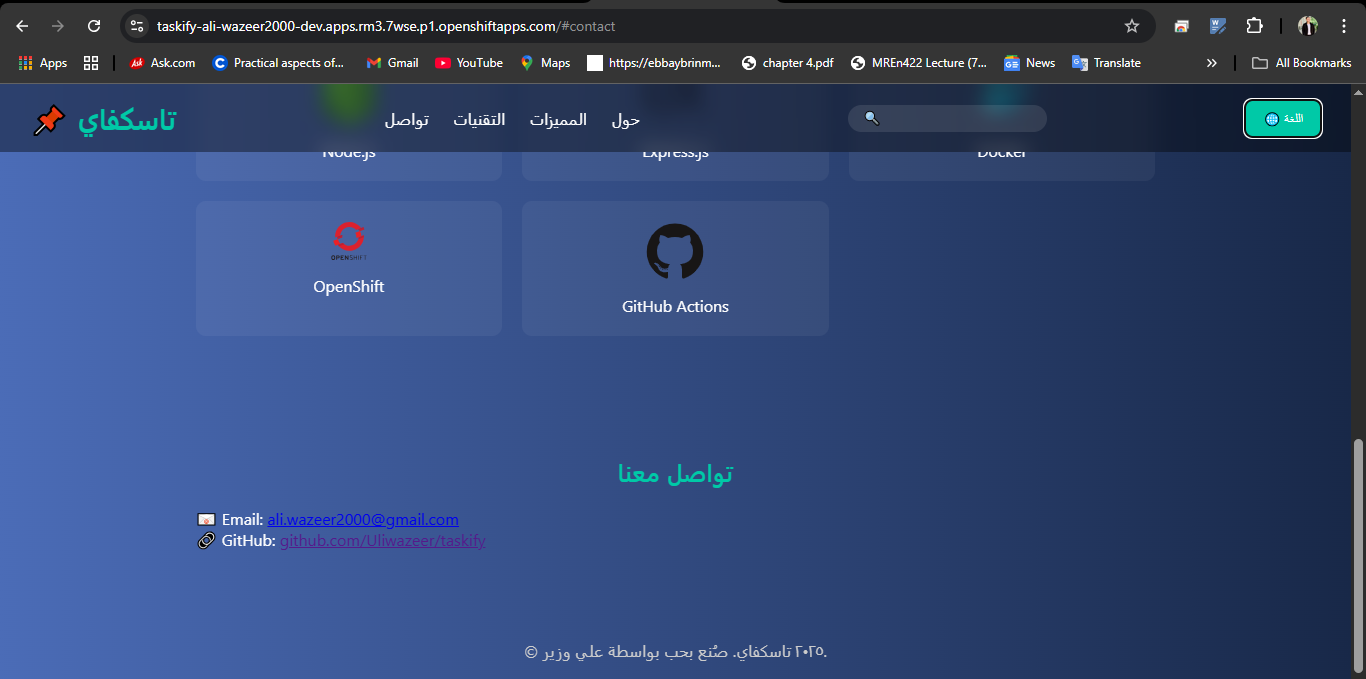 taskify-ali-wazeer2000-dev.apps.rm3.7wse.p1.openshiftapps.com/#contact
Apps Ask Ask.com C Practical aspects of... Gmail YouTube Maps https://ebbaybrinm... chapter 4.pdf MREn422 Lecture (7... News Translate » All Bookmarks
تاسكفاي
حول المميزات التقنيات تواصل
اللغة
Node.js Express.js Docker
OPENSHIFT
OpenShift
GitHub Actions
تواصل معنا
Email: ali.wazeer2000@gmail.com
GitHub: github.com/Uliwazeer/taskify
© ٢٠٢٥ تاسكفاي. صُنع بحب بواسطة علي وزير.